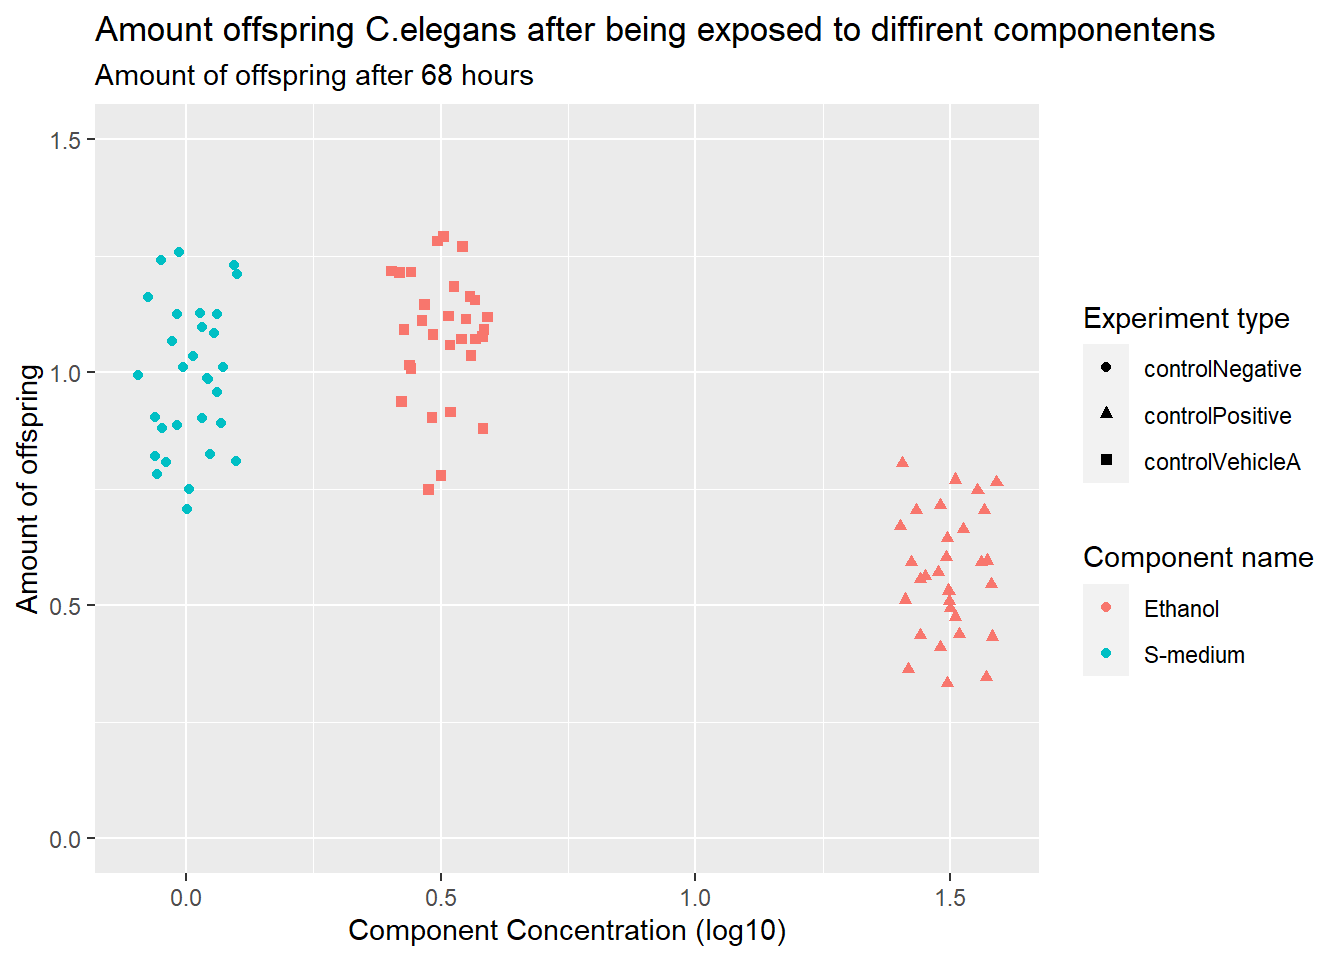 Amount offspring C.elegans after being exposed to diffirent componentens
Amount of offspring after 68 hours
Amount of offspring
1.5
1.0
0.5
0.0
0.0 0.5 1.0 1.5
Component Concentration (log10)
Experiment type
controlNegative
controlPositive
controlVehicleA
Component name
Ethanol
S-medium